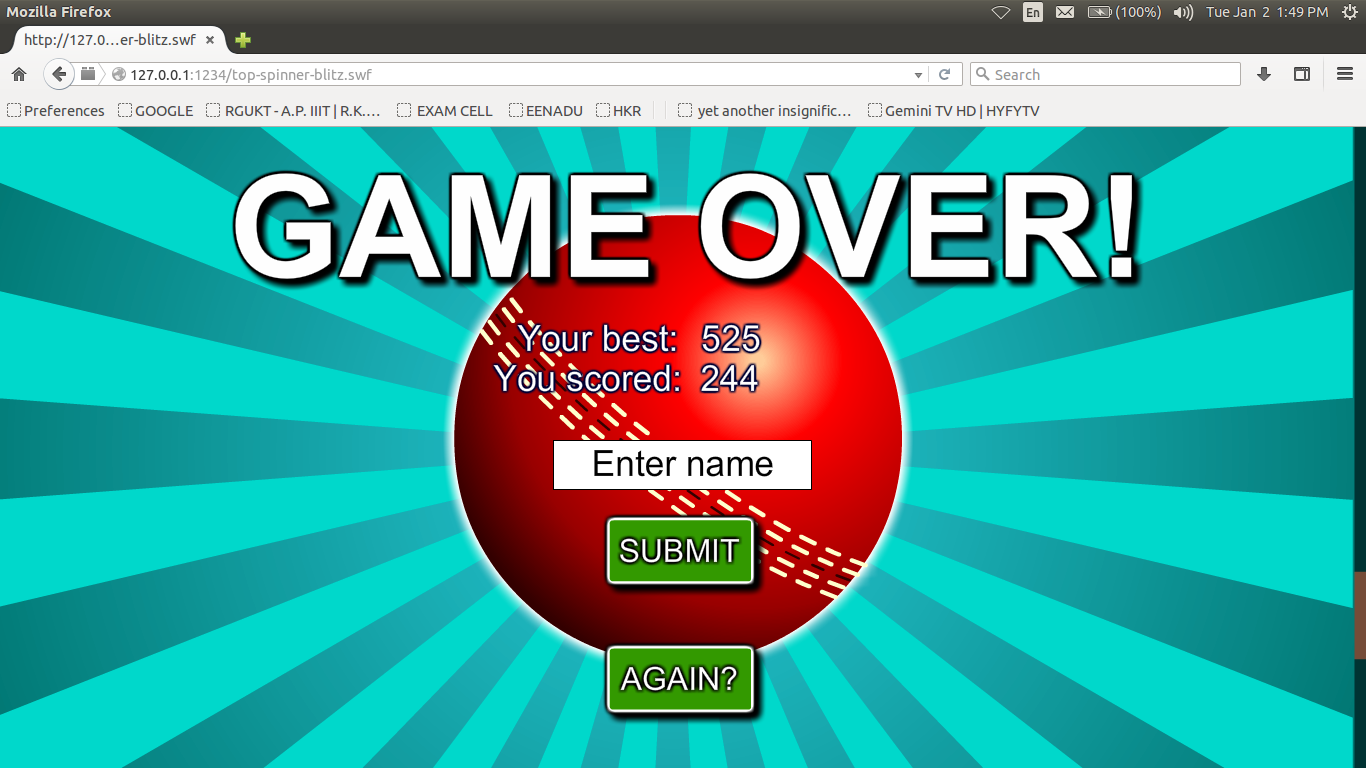 Mozilla Firefox
En
(100%)
Tue Jan 2 1:49 PM
http://127.0...er-blitz.swf
127.0.0.1:1234/top-spinner-blitz.swf
Search
Preferences
GOOGLE
RGUKT - A.P. IIIT | R.K....
EXAM CELL
EENADU
HKR
yet another insignific...
Gemini TV HD | HYFYTV
GAME OVER!
Your best: 525
You scored: 244
Enter name
SUBMIT
AGAIN?